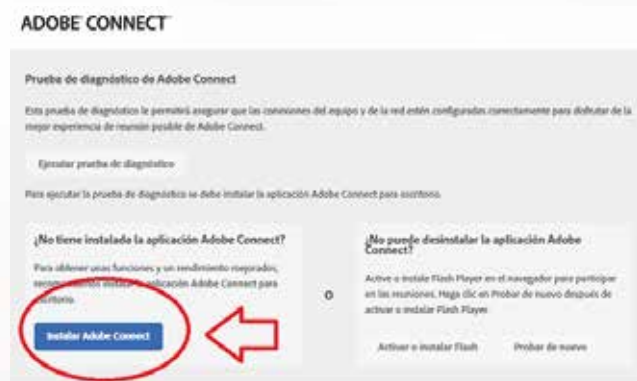 ADOBE CONNECT
Prueba de diagnóstico de Adobe Connect
Esta prueba de diagnóstico le permitirá asegurar que las conexiones del equipo y de la red estén configuradas correctamente para disfrutar de la
mejor experiencia de reunión posible de Adobe Connect.
Ejecutar prueba de diagnóstico
Para ejecutar la prueba de diagnóstico se debe instalar la aplicación Adobe Connect para escritorio.
¿No tiene instalada la aplicación Adobe Connect?
Para obtener unas funciones y un rendimiento mejorados,
instalar la aplicación Adobe Connect para
escritorio.
Instalar Adobe Connect
o
¿No puede desinstalar la aplicación Adobe
Connect?
Active o instale Flash Player en el navegador para participar
en las reuniones. Haga clic en Probar de nuevo después de
activar o instalar Flash Player.
Activar o instalar Flash
Probar de nuevo